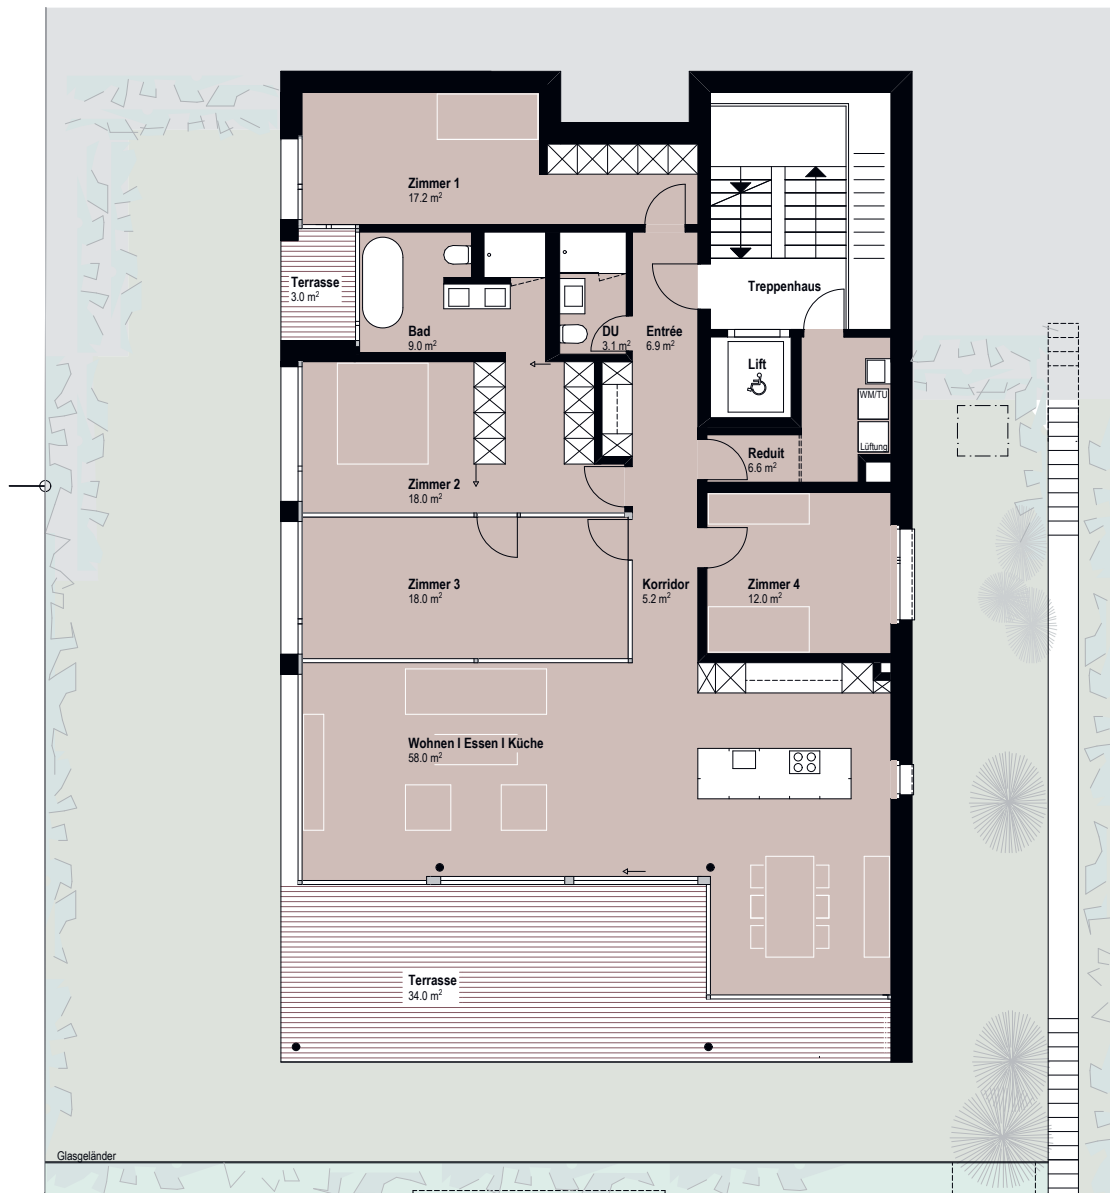 Zimmer 1
17.2 m²
Terrasse
3.0 m²
Treppenhaus
Bad
9.0 m²
DU
3.1 m²
Entrée
6.9 m²
Lift
WM/TU
Lüftung
Reduit
6.6 m²
Zimmer 2
18.0 m²
Zimmer 3
18.0 m²
Korridor
5.2 m²
Zimmer 4
12.0 m²
Wohnen I Essen I Küche
58.0 m²
Terrasse
34.0 m²
Glasgeländer